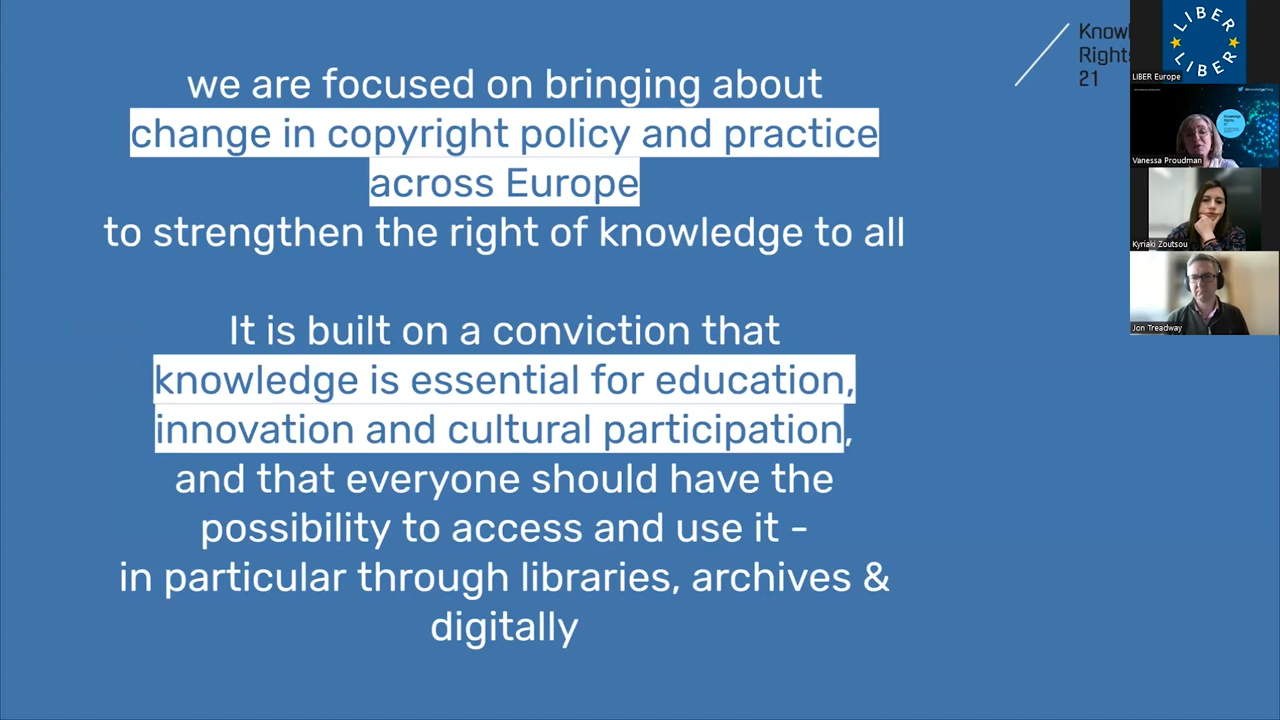 we are focused on bringing about
change in copyright policy and practice
across Europe
to strengthen the right of knowledge to all
It is built on a conviction that
knowledge is essential for education,
innovation and cultural participation,
and that everyone should have the
possibility to access and use it -
in particular through libraries, archives &
digitally
Knowl
Rights
21
LIBER
LIBER
LIBER Europe
Vanessa Proudman
Kyriaki Zoutsou
Jon Treadway